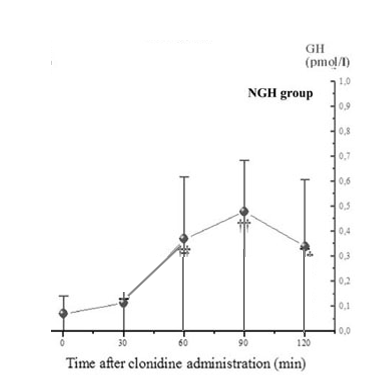 GH
(pmol/l)
NGH group
1,0
0,9
0,8
0,7
0,6
0,5
0,4
0,3
0,2
0,1
0,0
0 30 60 90 120
Time after clonidine administration (min)